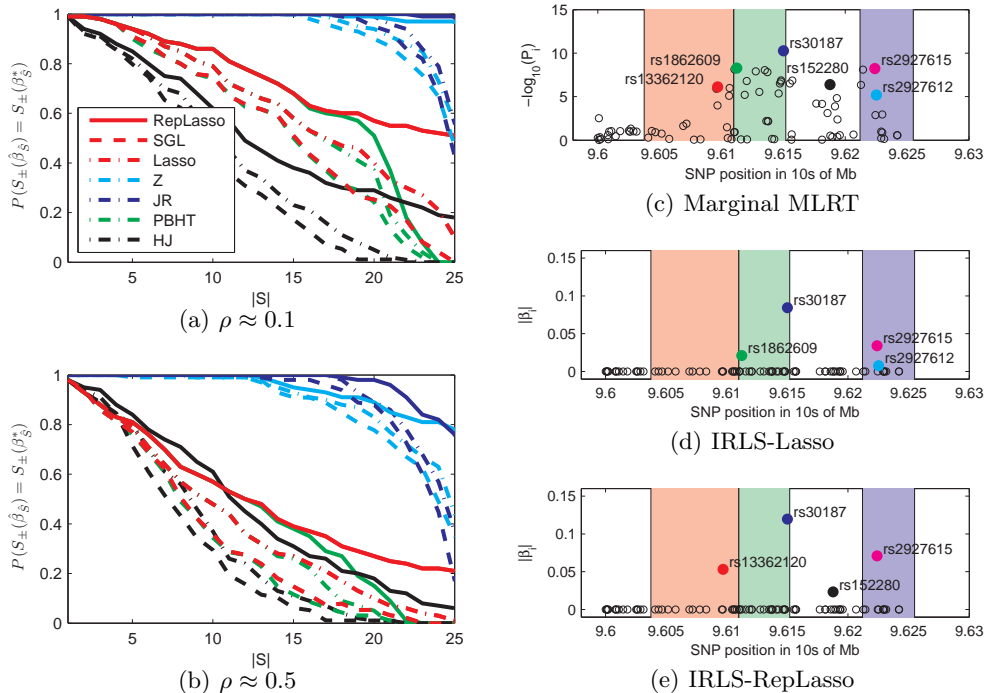 1
0.8
0.6
0.4
0.2
0
P(S±(β̂_Ŝ) = S±(β*_Ŝ)
RepLasso
SGL
Lasso
Z
JR
PBHT
HJ
5 10 15 20 25
|S|
(a) ρ ≈ 0.1
1
0.8
0.6
0.4
0.2
0
P(S±(β̂_Ŝ) = S±(β*_Ŝ)
5 10 15 20 25
|S|
(b) ρ ≈ 0.5
15
10
5
0
−log₁₀(Pᵢ)
rs30187
rs1862609
rs152280
rs2927615
rs13362120
rs2927612
9.6 9.605 9.61 9.615 9.62 9.625 9.63
SNP position in 10s of Mb
(c) Marginal MLRT
0.15
0.1
0.05
0
|βᵢ|
rs30187
rs2927615
rs1862609
rs2927612
9.6 9.605 9.61 9.615 9.62 9.625 9.63
SNP position in 10s of Mb
(d) IRLS-Lasso
0.15
0.1
0.05
0
|βᵢ|
rs30187
rs2927615
rs13362120
rs152280
9.6 9.605 9.61 9.615 9.62 9.625 9.63
SNP position in 10s of Mb
(e) IRLS-RepLasso